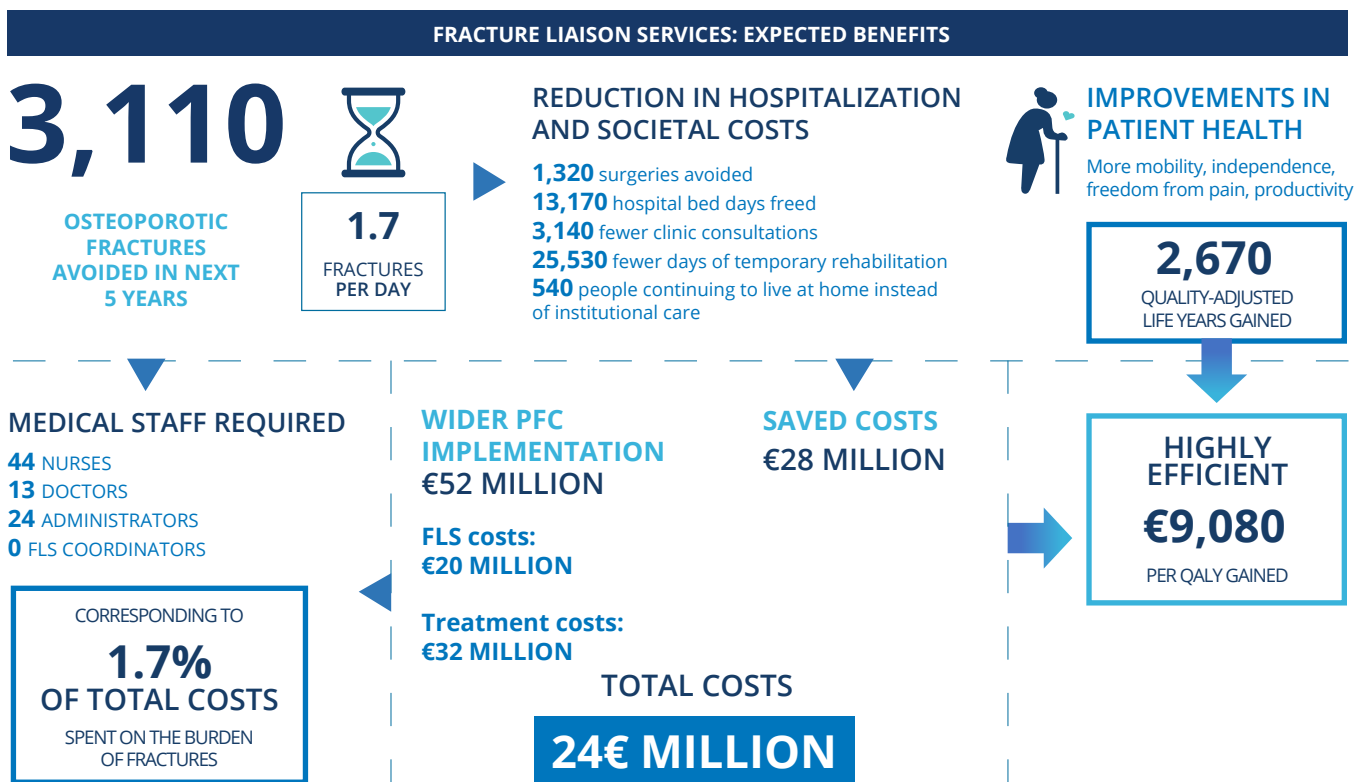 FRACTURE LIAISON SERVICES: EXPECTED BENEFITS
3,110
OSTEOPOROTIC
FRACTURES
AVOIDED IN NEXT
5 YEARS
1.7
FRACTURES
PER DAY
REDUCTION IN HOSPITALIZATION
AND SOCIETAL COSTS
1,320 surgeries avoided
13,170 hospital bed days freed
3,140 fewer clinic consultations
25,530 fewer days of temporary rehabilitation
540 people continuing to live at home instead
of institutional care
IMPROVEMENTS IN
PATIENT HEALTH
More mobility, independence,
freedom from pain, productivity
2,670
QUALITY-ADJUSTED
LIFE YEARS GAINED
MEDICAL STAFF REQUIRED
44 NURSES
13 DOCTORS
24 ADMINISTRATORS
0 FLS COORDINATORS
CORRESPONDING TO
1.7%
OF TOTAL COSTS
SPENT ON THE BURDEN
OF FRACTURES
WIDER PFC
IMPLEMENTATION
€52 MILLION
FLS costs:
€20 MILLION
Treatment costs:
€32 MILLION
SAVED COSTS
€28 MILLION
TOTAL COSTS
24€ MILLION
HIGHLY
EFFICIENT
€9,080
PER QALY GAINED